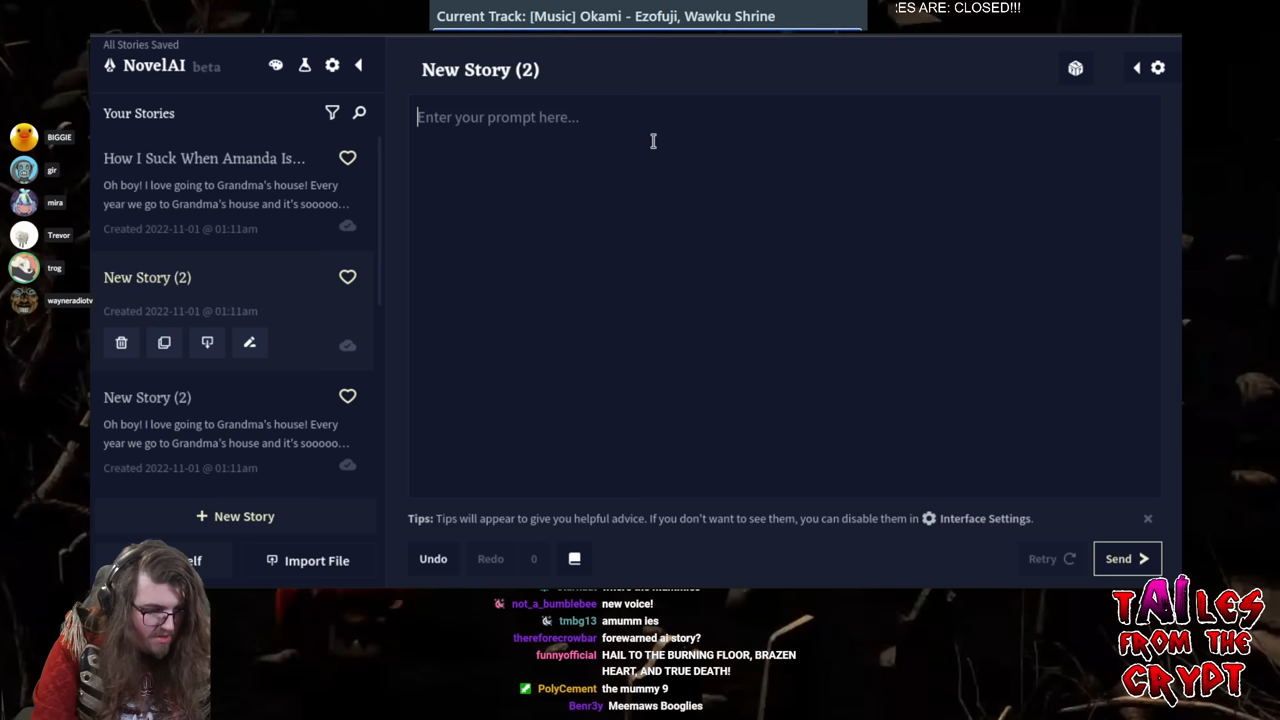 Current Track: [Music] Okami - Ezofuji, Wawku Shrine
ES ARE: CLOSED!!!
All Stories Saved
NovelAI beta
Your Stories
How I Suck When Amanda Is...
Oh boy! I love going to Grandma's house! Every
year we go to Grandma's house and it's sooooo...
Created 2022-11-01 @ 01:11am
New Story (2)
Created 2022-11-01 @ 01:11am
New Story (2)
Oh boy! I love going to Grandma's house! Every
year we go to Grandma's house and it's sooooo...
Created 2022-11-01 @ 01:11am
+ New Story
elf
Import File
New Story (2)
Enter your prompt here...
Tips: Tips will appear to give you helpful advice. If you don't want to see them, you can disable them in Interface Settings.
Undo
Redo
0
Retry
Send
BIGGIE
gir
mira
Trevor
trog
wayneradiotv
not_a_bumblebee new voice!
tmbg13 amumm ies
thereforecrowbar forewarned ai story?
funnyofficial HAIL TO THE BURNING FLOOR, BRAZEN
HEART, AND TRUE DEATH!
PolyCement the mummy 9
Benr3y Meemaws Booglies
TAILES
FROM THE
CRYPT